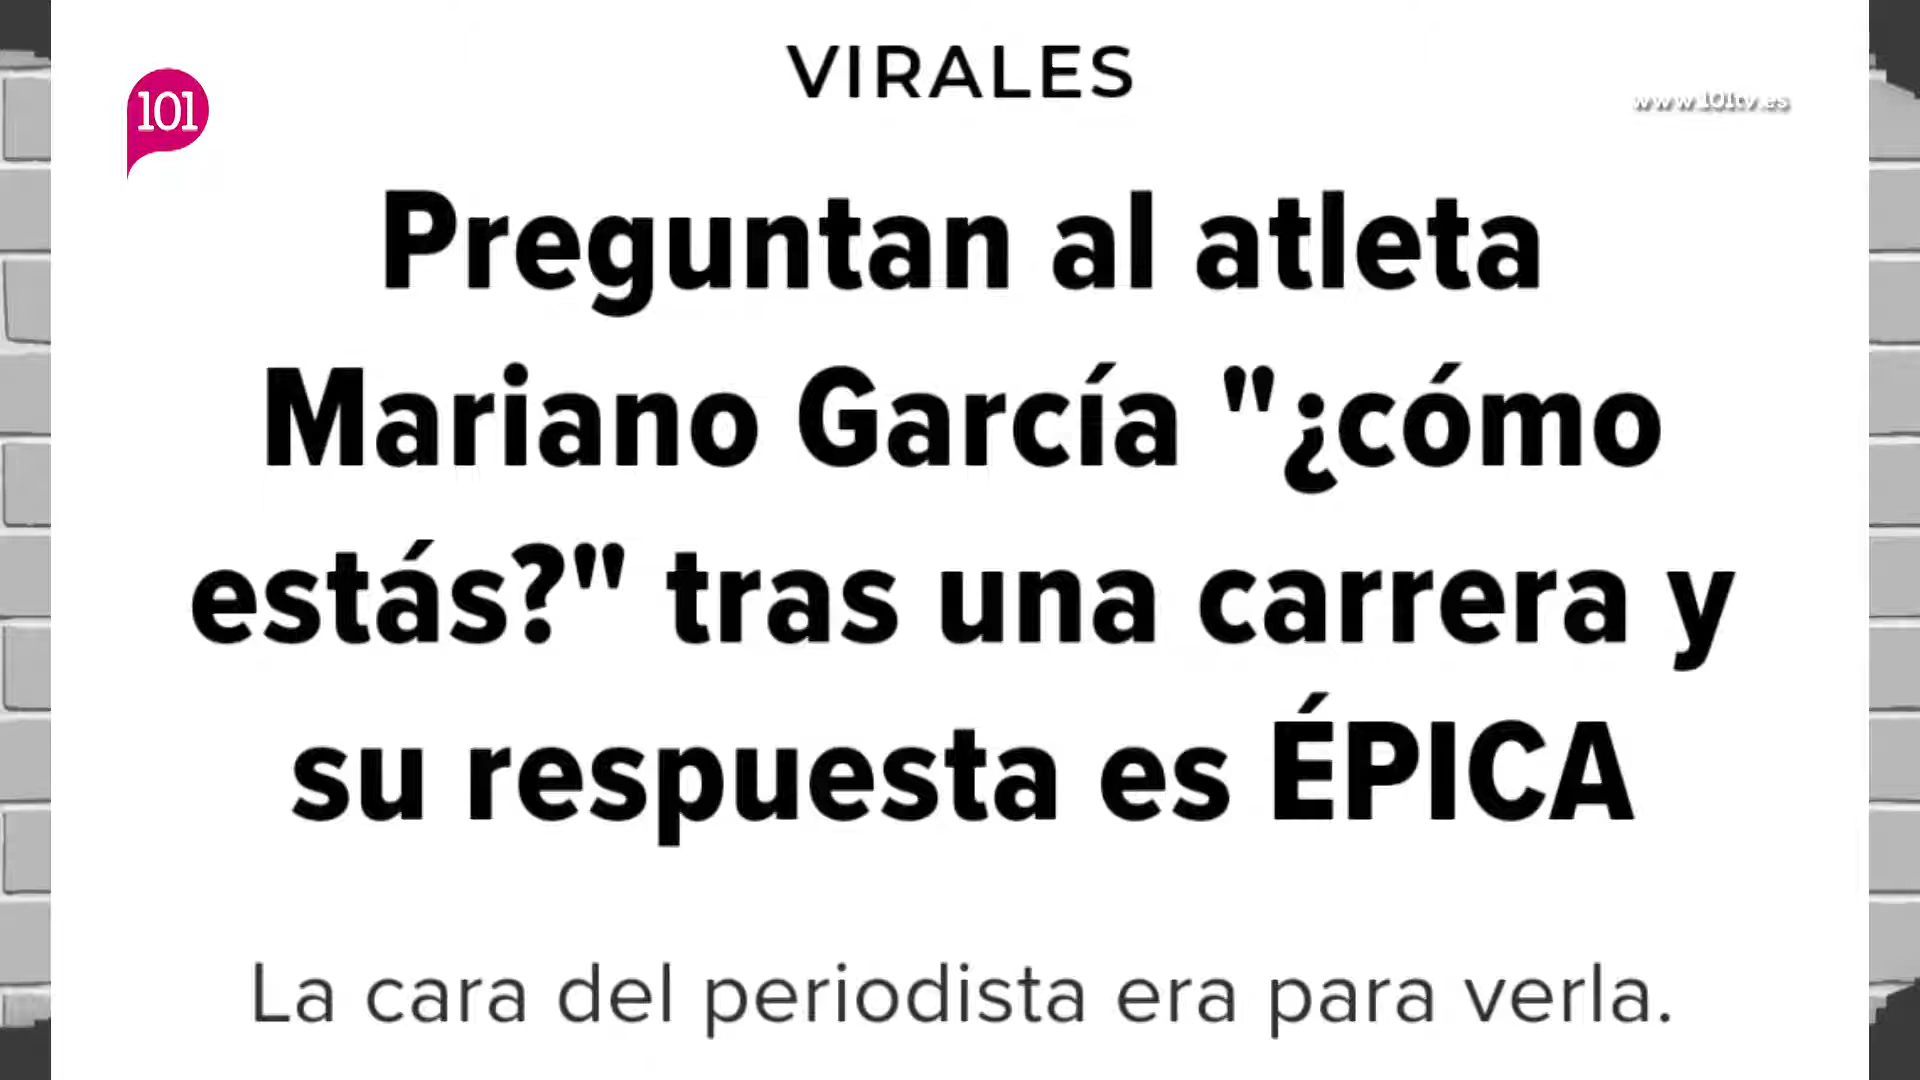 VIRALES
101
www.101tv.es
Preguntan al atleta
Mariano García "¿cómo
estás?" tras una carrera y
su respuesta es ÉPICA
La cara del periodista era para verla.